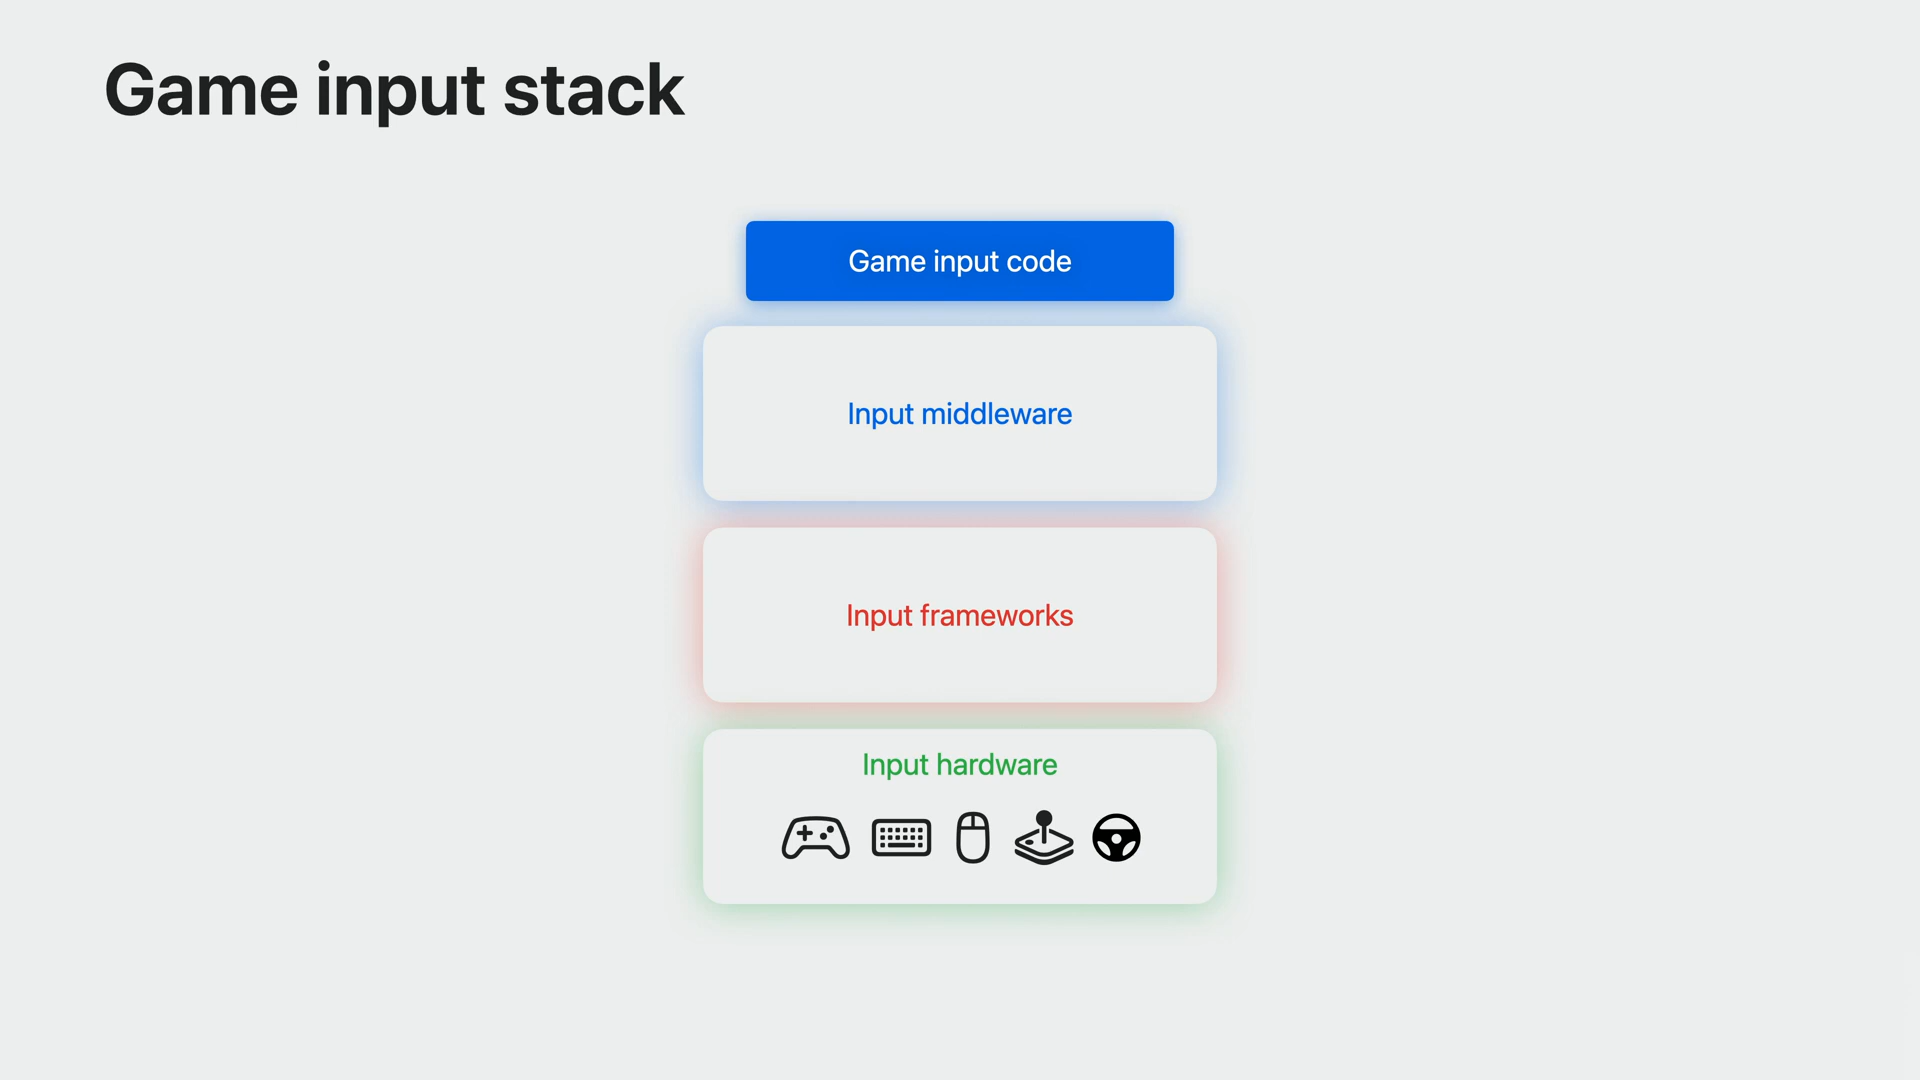 Game input stack
Game input code
Input middleware
Input frameworks
Input hardware